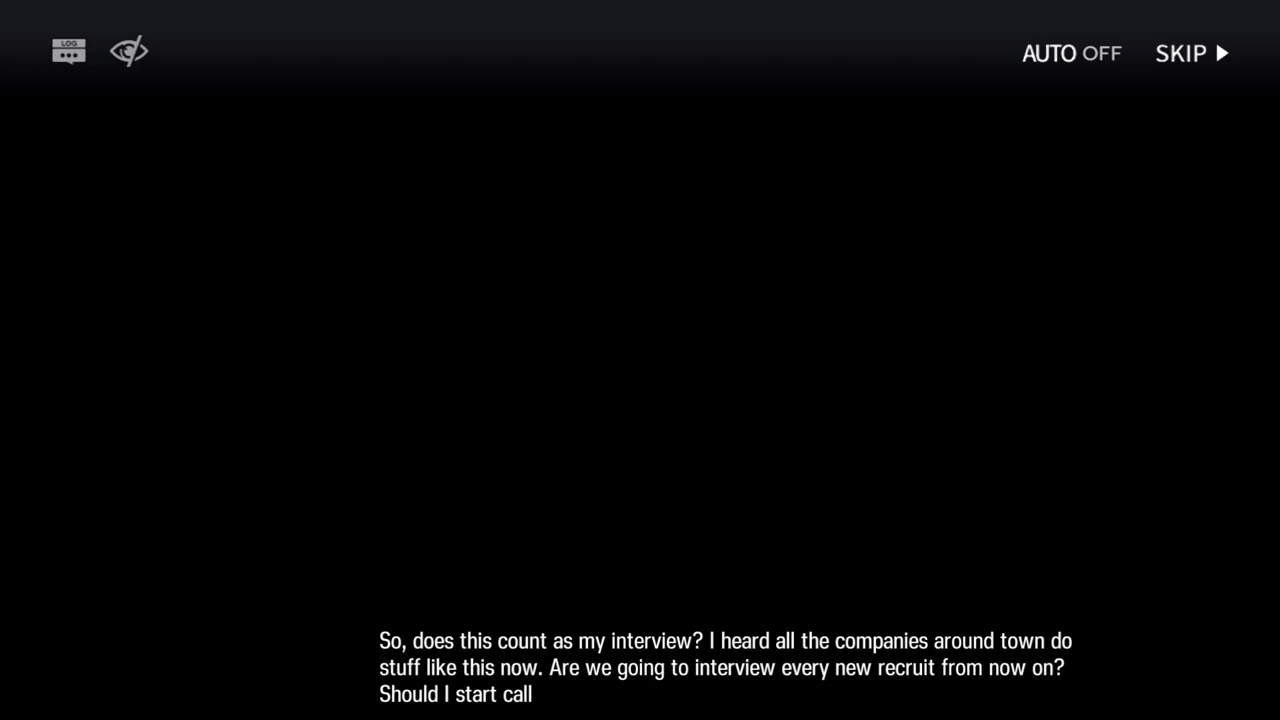 LOG
AUTO OFF
SKIP
So, does this count as my interview? I heard all the companies around town do
stuff like this now. Are we going to interview every new recruit from now on?
Should I start call